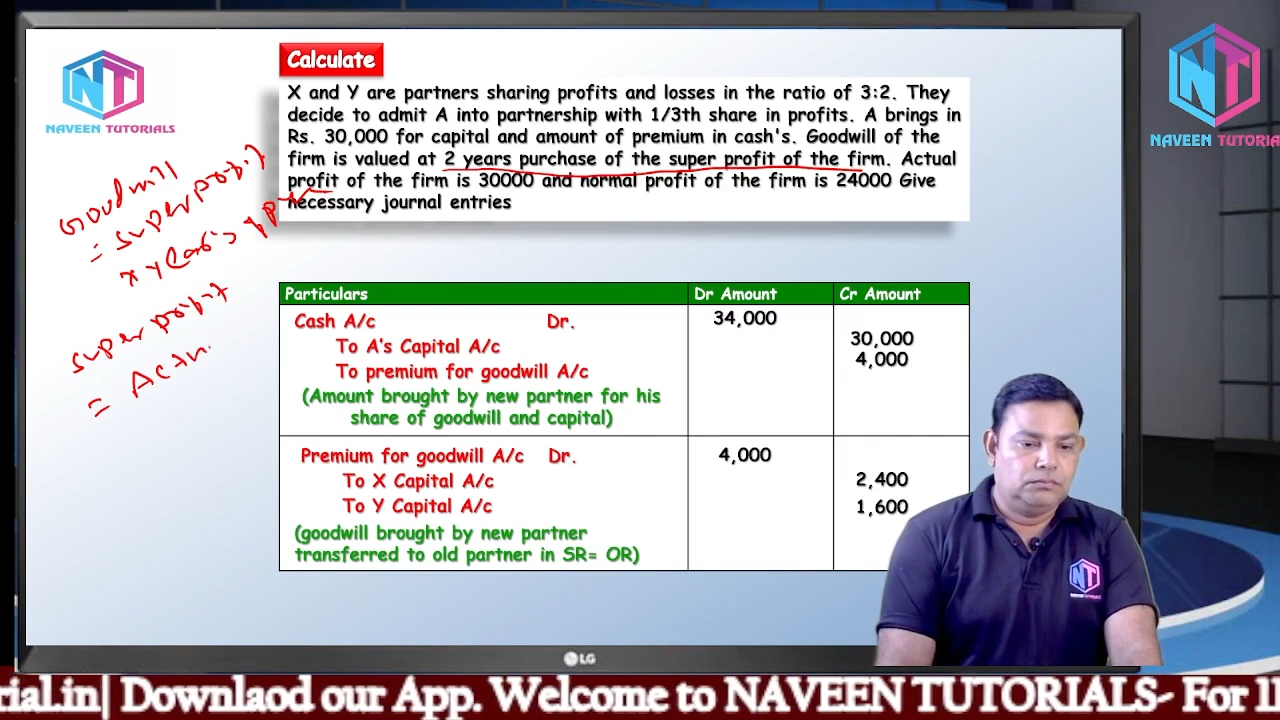 NAVEEN TUTORIALS
NAVEEN TUTORIA
Calculate
X and Y are partners sharing profits and losses in the ratio of 3:2. They
decide to admit A into partnership with 1/3th share in profits. A brings in
Rs. 30,000 for capital and amount of premium in cash's. Goodwill of the
firm is valued at 2 years purchase of the super profit of the firm. Actual
profit of the firm is 30000 and normal profit of the firm is 24000 Give
necessary journal entries
Goodwill
= super profit
x year's
super profit
= Actu
Particulars Dr Amount Cr Amount
Cash A/c Dr. 34,000
To A's Capital A/c 30,000
To premium for goodwill A/c 4,000
(Amount brought by new partner for his
share of goodwill and capital)
Premium for goodwill A/c Dr. 4,000
To X Capital A/c 2,400
To Y Capital A/c 1,600
(goodwill brought by new partner
transferred to old partner in SR= OR)
NT
NAVEEN TUTORIALS
LG
rial.in| Downlaod our App. Welcome to NAVEEN TUTORIALS- For 11